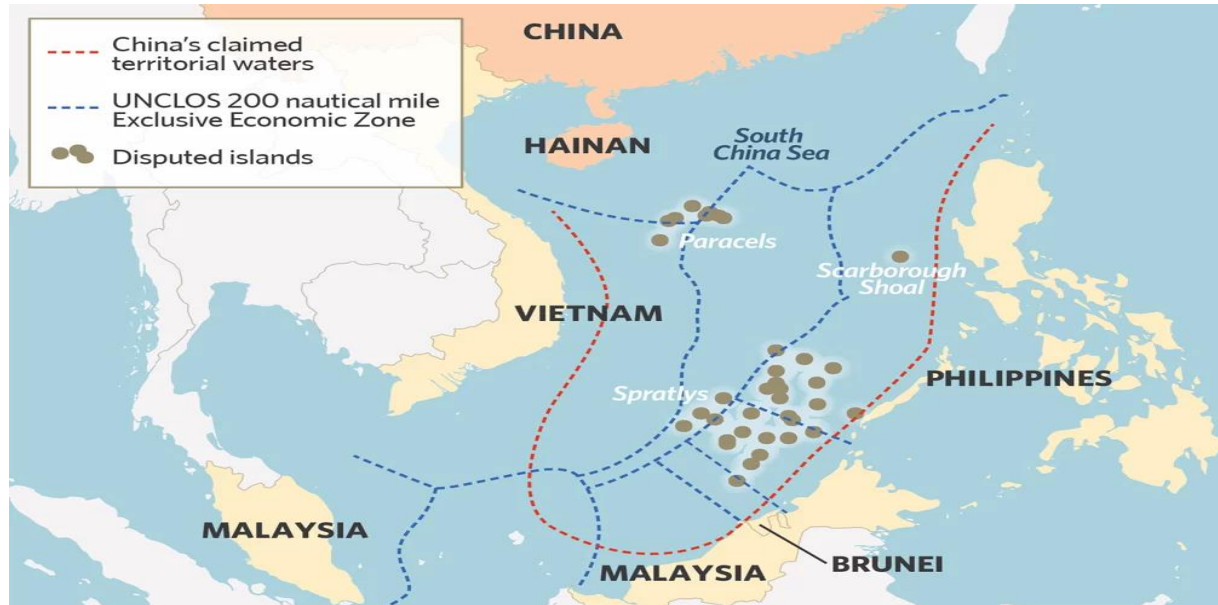 China's claimed
territorial waters
UNCLOS 200 nautical mile
Exclusive Economic Zone
Disputed islands
CHINA
HAINAN
South
China Sea
Paracels
Scarborough
Shoal
VIETNAM
Spratlys
PHILIPPINES
MALAYSIA
MALAYSIA
BRUNEI